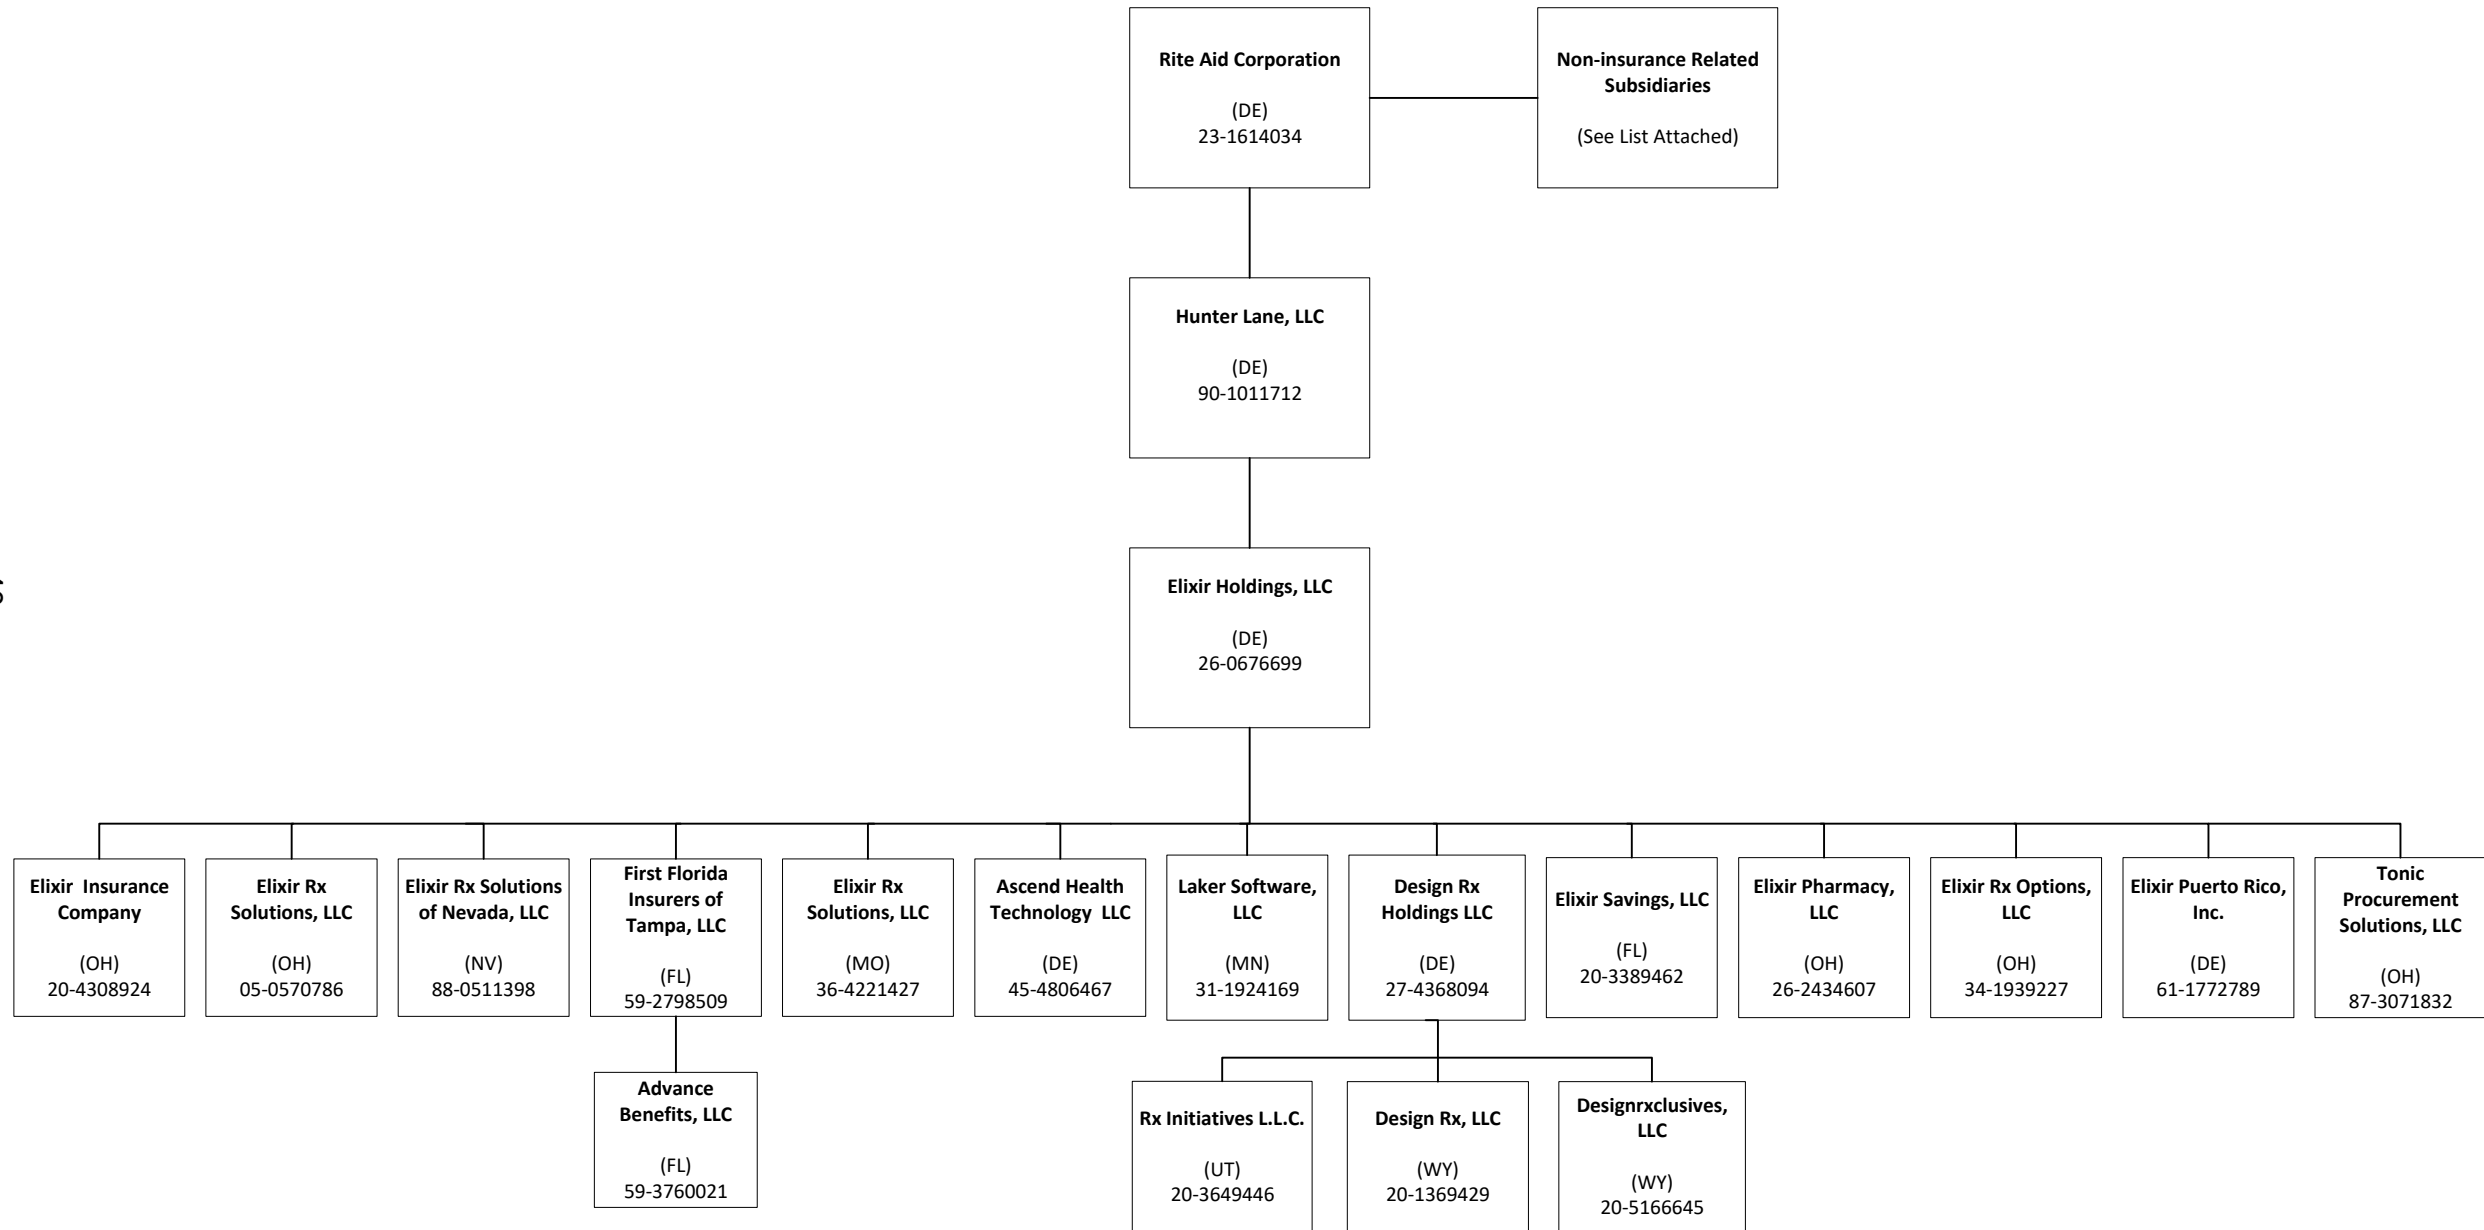 Rite Aid Corporation
(DE)
23-1614034
Non-insurance Related
Subsidiaries
(See List Attached)
Hunter Lane, LLC
(DE)
90-1011712
Elixir Holdings, LLC
(DE)
26-0676699
Elixir  Insurance
Company
(OH)
20-4308924
Elixir Rx
Solutions, LLC
(OH)
05-0570786
Elixir Rx Solutions
of Nevada, LLC
(NV)
88-0511398
First Florida
Insurers of
Tampa, LLC
(FL)
59-2798509
Elixir Rx
Solutions, LLC
(MO)
36-4221427
Ascend Health
Technology  LLC
(DE)
45-4806467
Laker Software,
LLC
(MN)
31-1924169
Design Rx
Holdings LLC
(DE)
27-4368094
Elixir Savings, LLC
(FL)
20-3389462
Elixir Pharmacy,
LLC
(OH)
26-2434607
Elixir Rx Options,
LLC
(OH)
34-1939227
Elixir Puerto Rico,
Inc.
(DE)
61-1772789
Tonic
Procurement
Solutions, LLC
(OH)
87-3071832
Advance
Benefits, LLC
(FL)
59-3760021
Rx Initiatives L.L.C.
(UT)
20-3649446
Design Rx, LLC
(WY)
20-1369429
Designrxclusives,
LLC
(WY)
20-5166645